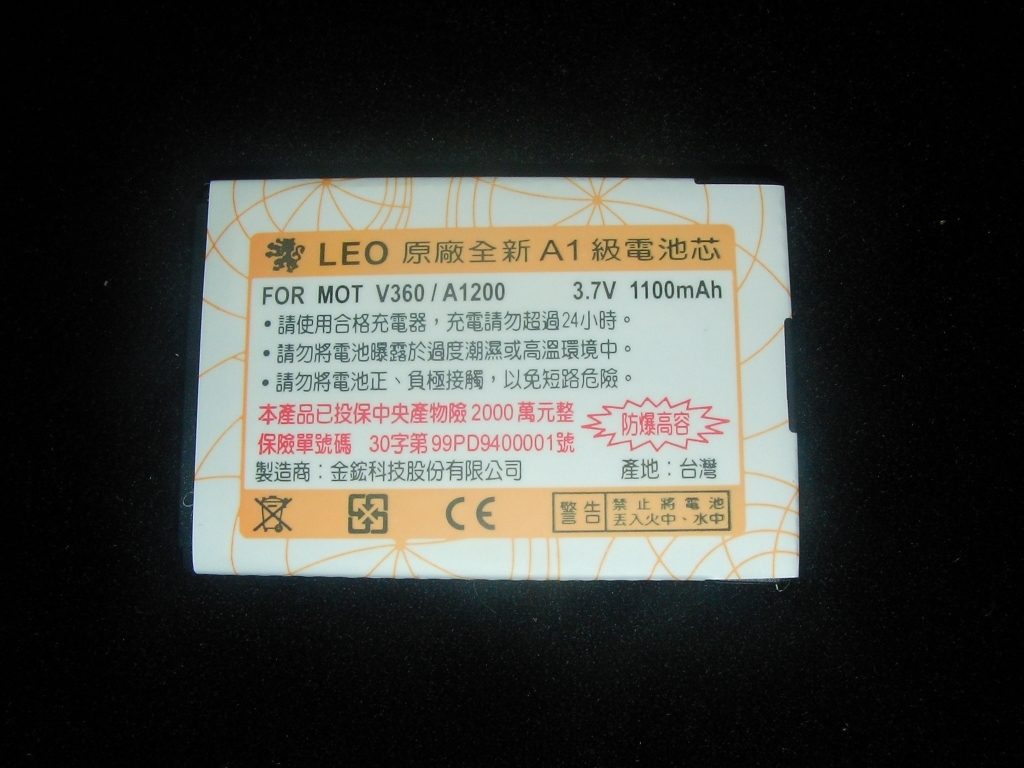 LEO 原廠全新 A1 級電池芯
FOR MOT V360 / A1200 3.7V 1100mAh
•請使用合格充電器，充電請勿超過24小時。
•請勿將電池曝露於過度潮濕或高溫環境中。
•請勿將電池正、負極接觸，以免短路危險。
本產品已投保中央產物險 2000 萬元整
保險單號碼 30字第 99PD9400001號
防爆高容
製造商：金鋐科技股份有限公司 產地：台灣
CE
警告 禁止將電池
丟入火中、水中